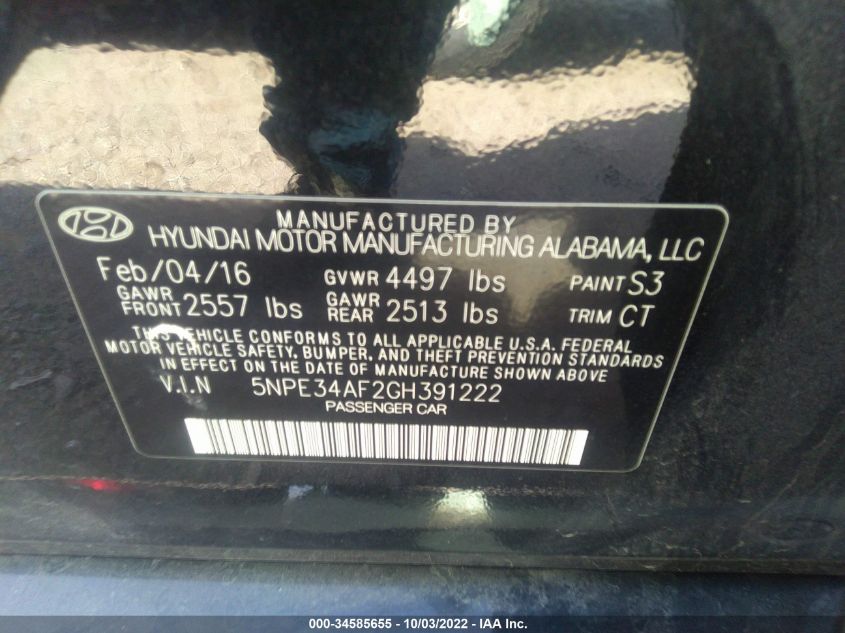 MANUFACTURED BY
HYUNDAI MOTOR MANUFACTURING ALABAMA, LLC
Feb/04/16 GVWR 4497 lbs PAINT S3
GAWR FRONT 2557 lbs GAWR REAR 2513 lbs TRIM CT
THIS VEHICLE CONFORMS TO ALL APPLICABLE U.S.A. FEDERAL
MOTOR VEHICLE SAFETY, BUMPER, AND THEFT PREVENTION STANDARDS
IN EFFECT ON THE DATE OF MANUFACTURE SHOWN ABOVE.
V.I.N 5NPE34AF2GH391222
PASSENGER CAR
000-34585655 - 10/03/2022 - IAA Inc.